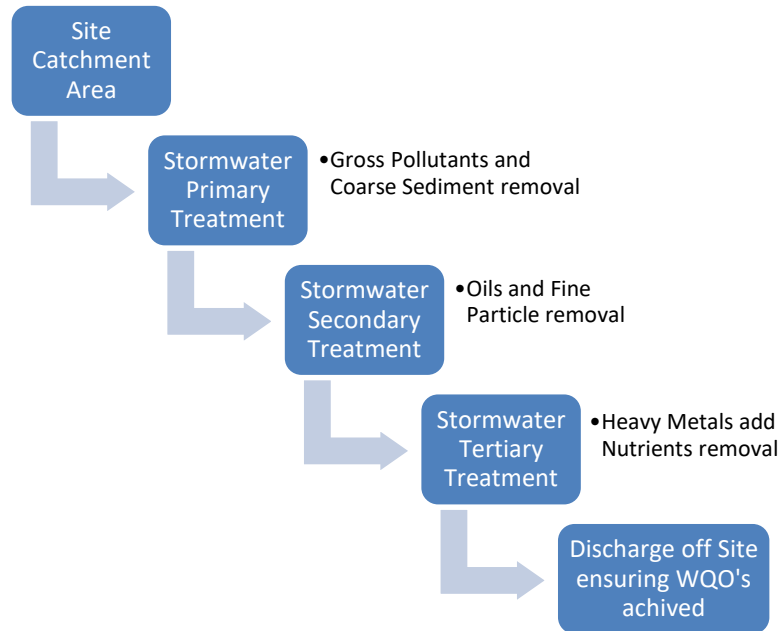 Site
Catchment
Area
Stormwater
Primary
Treatment
•Gross Pollutants and
Coarse Sediment removal
Stormwater
Secondary
Treatment
•Oils and Fine
Particle removal
Stormwater
Tertiary
Treatment
•Heavy Metals add
Nutrients removal
Discharge off Site
ensuring WQO's
achived